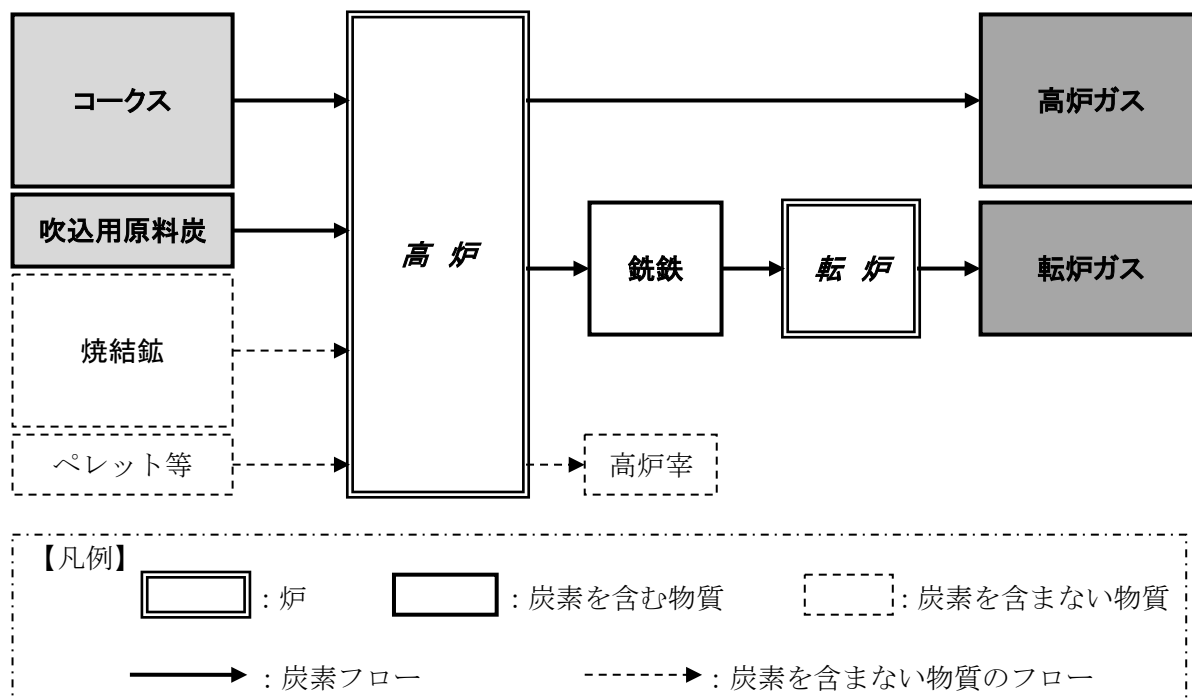 コークス
高炉ガス
吹込用原料炭
高 炉
銑鉄
転 炉
転炉ガス
焼結鉱
ペレット等
高炉宰
【凡例】
：炉
：炭素を含む物質
：炭素を含まない物質
：炭素フロー
：炭素を含まない物質のフロー